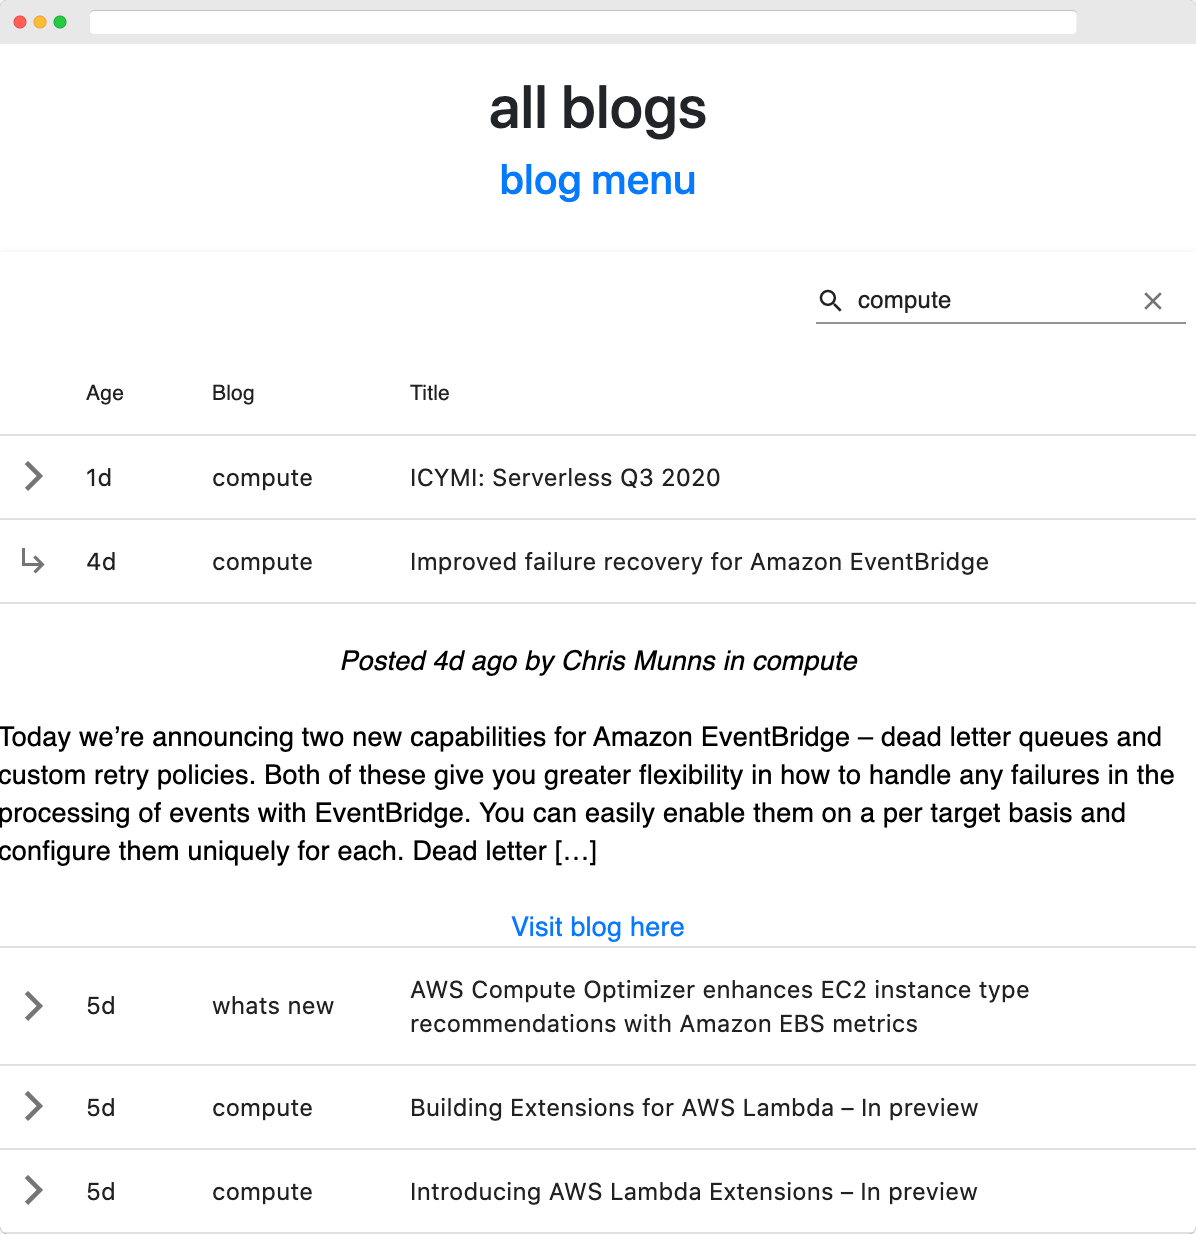 all blogs
blog menu
compute
Age Blog Title
1d compute ICYMI: Serverless Q3 2020
4d compute Improved failure recovery for Amazon EventBridge
Posted 4d ago by Chris Munns in compute
Today we’re announcing two new capabilities for Amazon EventBridge – dead letter queues and
custom retry policies. Both of these give you greater flexibility in how to handle any failures in the
processing of events with EventBridge. You can easily enable them on a per target basis and
configure them uniquely for each. Dead letter […]
Visit blog here
5d whats new AWS Compute Optimizer enhances EC2 instance type
recommendations with Amazon EBS metrics
5d compute Building Extensions for AWS Lambda – In preview
5d compute Introducing AWS Lambda Extensions – In preview